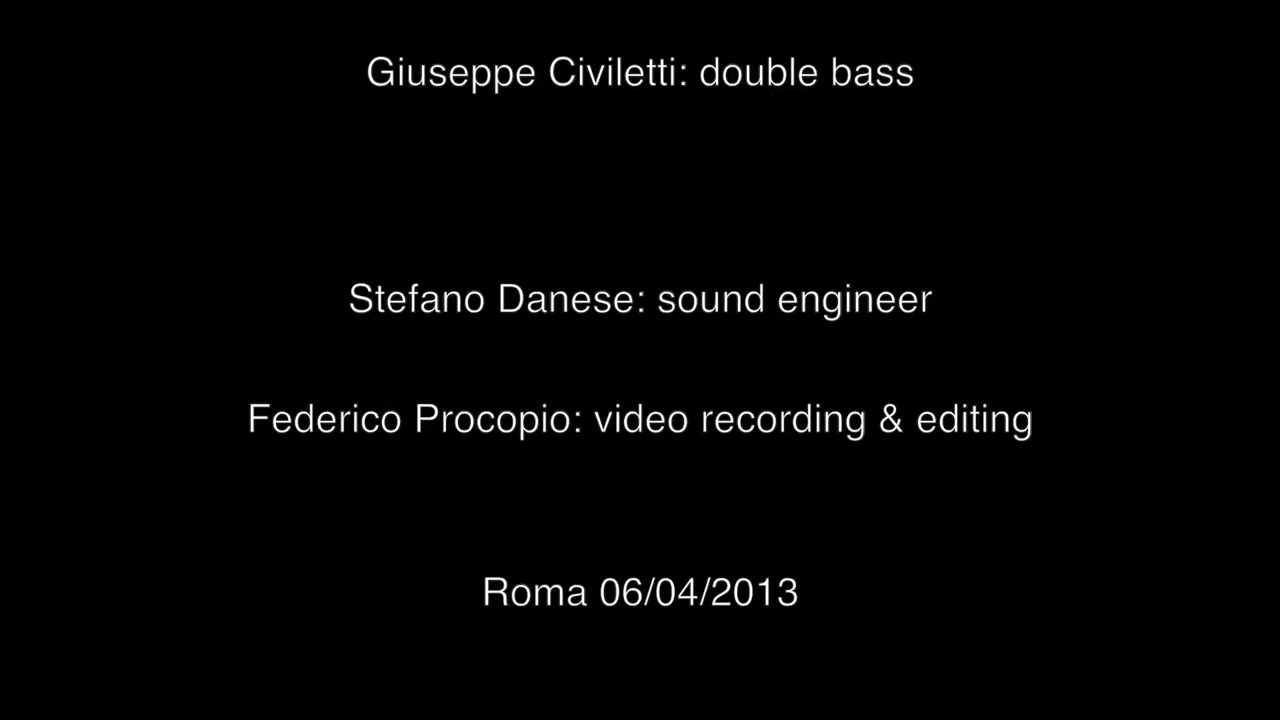 Giuseppe Civiletti: double bass
Stefano Danese: sound engineer
Federico Procopio: video recording & editing
Roma 06/04/2013